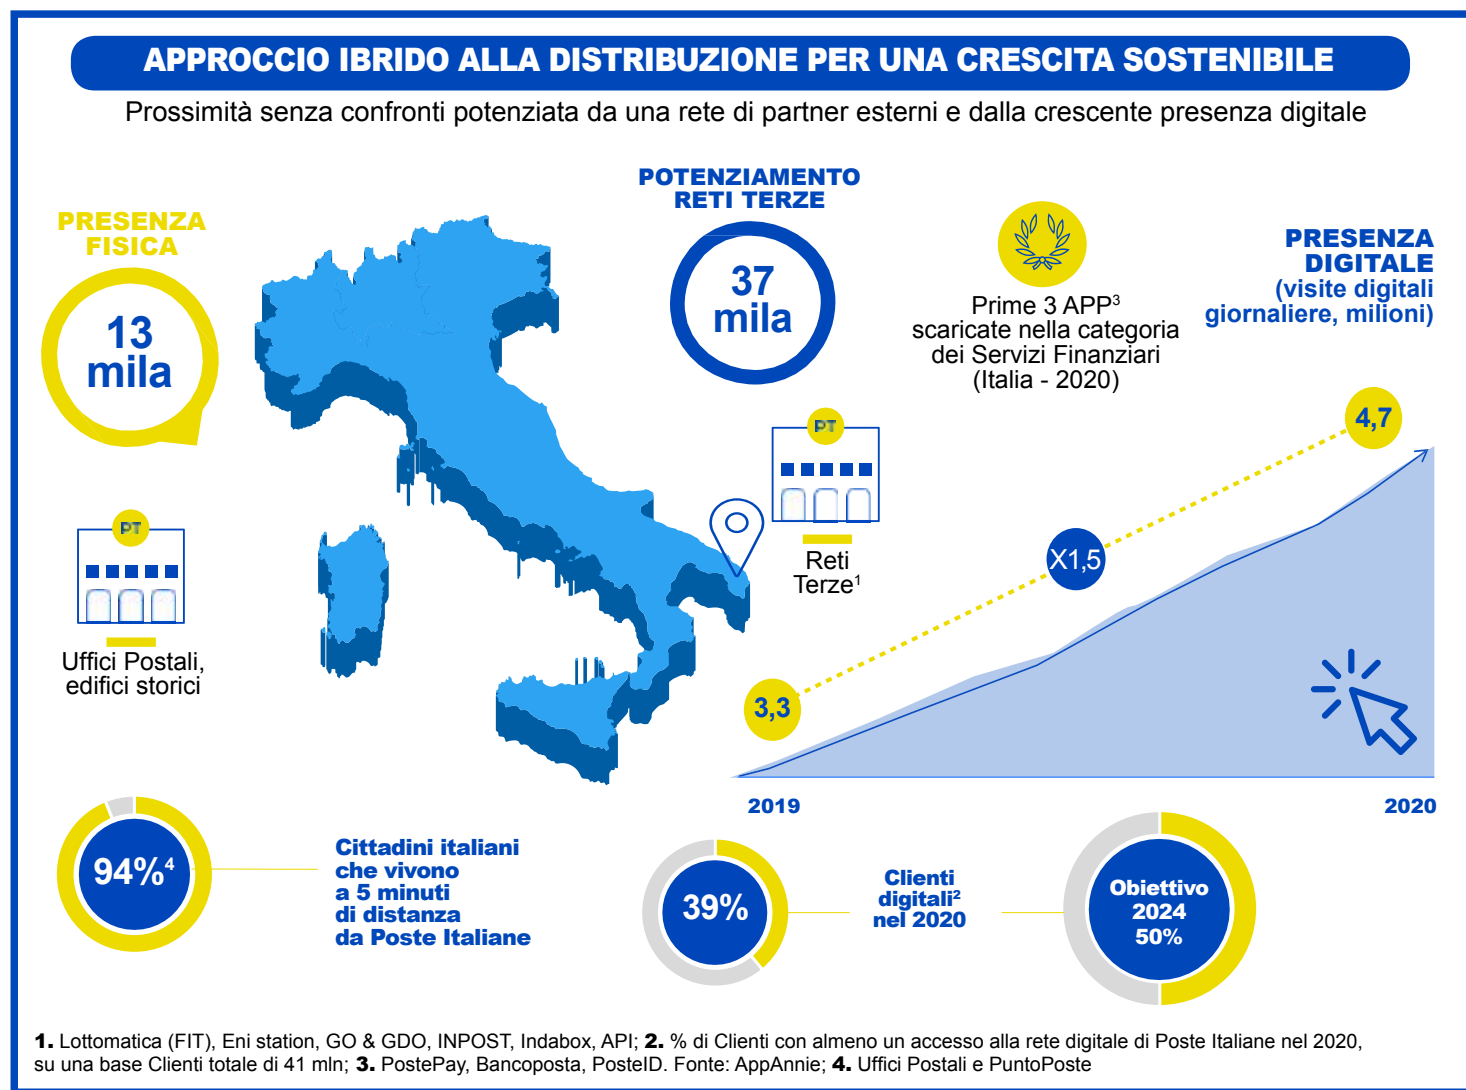 APPROCCIO IBRIDO ALLA DISTRIBUZIONE PER UNA CRESCITA SOSTENIBILE
Prossimità senza confronti potenziata da una rete di partner esterni e dalla crescente presenza digitale
PRESENZA
FISICA
13
mila
PT
Uffici Postali,
edifici storici
POTENZIAMENTO
RETI TERZE
37
mila
PT
Reti
Terze¹
Prime 3 APP³
scaricate nella categoria
dei Servizi Finanziari
(Italia - 2020)
PRESENZA
DIGITALE
(visite digitali
giornaliere, milioni)
4,7
X1,5
3,3
2019
2020
94%⁴
Cittadini italiani
che vivono
a 5 minuti
di distanza
da Poste Italiane
39%
Clienti
digitali²
nel 2020
Obiettivo
2024
50%
1. Lottomatica (FIT), Eni station, GO & GDO, INPOST, Indabox, API; 2. % di Clienti con almeno un accesso alla rete digitale di Poste Italiane nel 2020,
su una base Clienti totale di 41 mln; 3. PostePay, Bancoposta, PosteID. Fonte: AppAnnie; 4. Uffici Postali e PuntoPoste